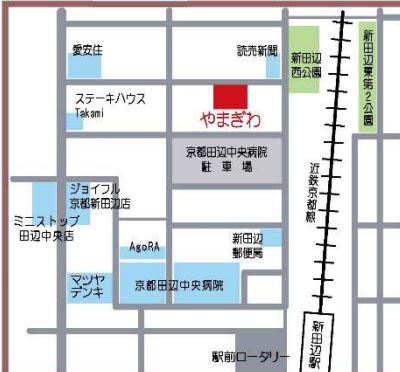 愛安住
読売新聞
新田辺
西公園
新田辺東第2公園
ステーキハウス
Takami
やまぎわ
京都田辺中央病院
駐車場
近鉄京都線
ジョイフル
京都新田辺店
ミニストップ
田辺中央店
AgoRA
新田辺
郵便局
マツヤ
デンキ
京都田辺中央病院
新田辺駅
駅前ロータリー